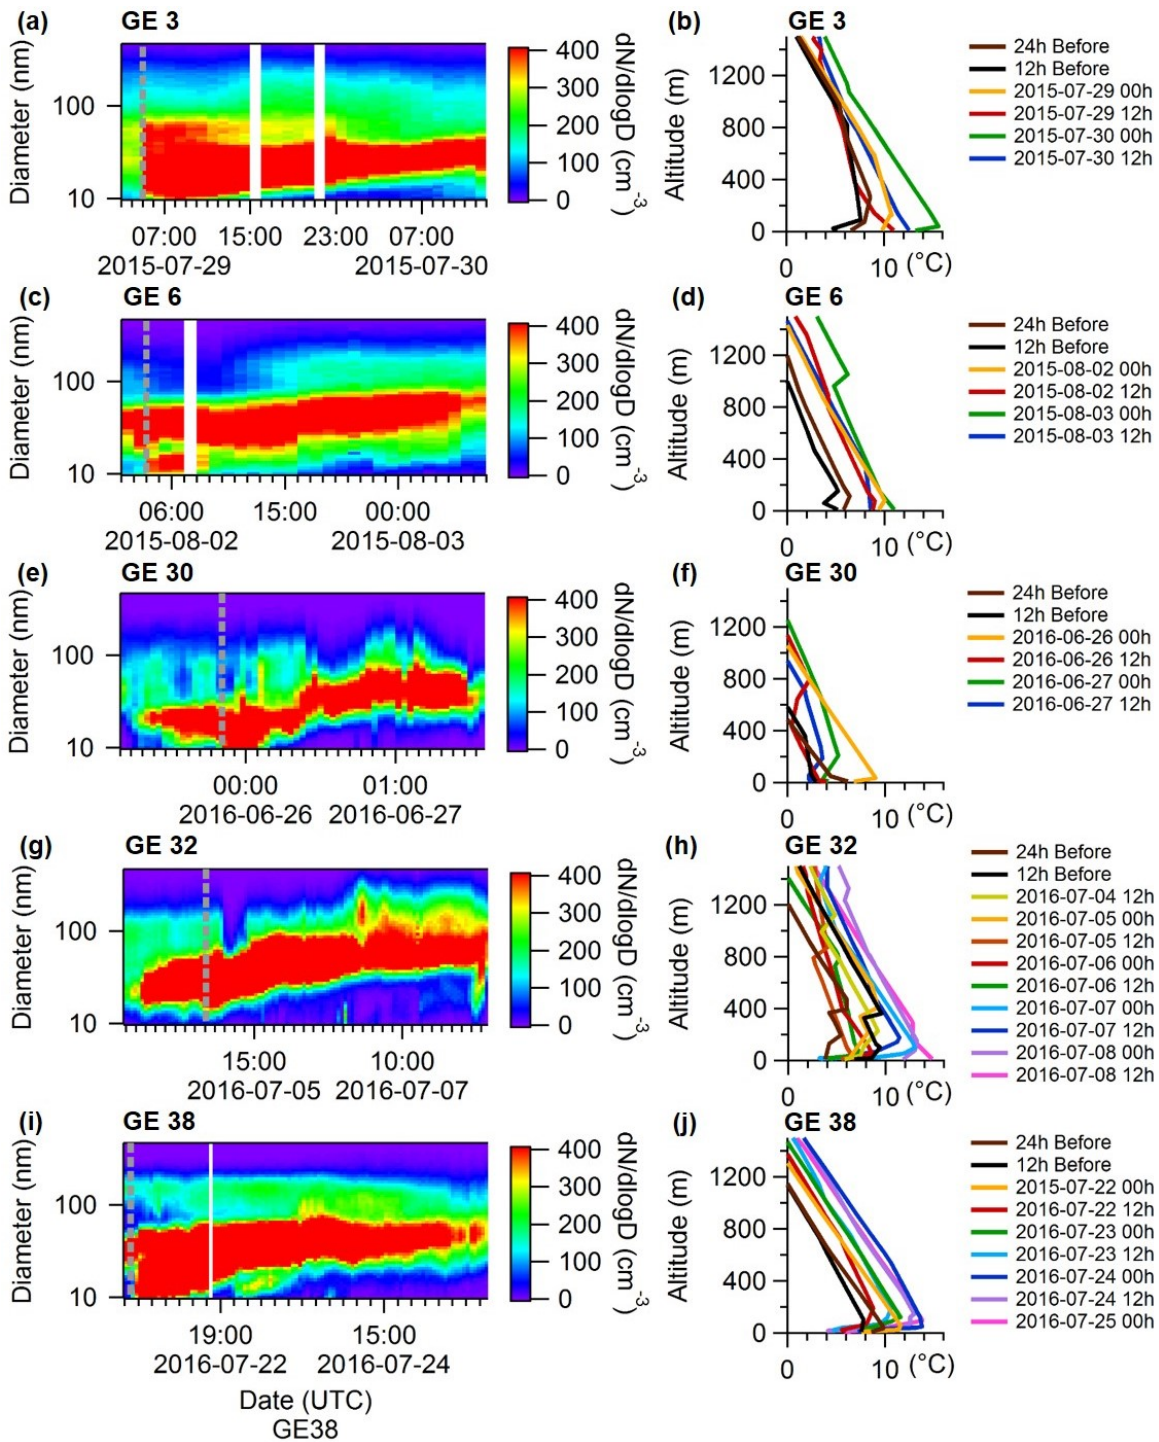 (a) GE 3
Diameter (nm)
100
10
07:00 15:00 23:00 07:00
2015-07-29 2015-07-30
400
300
200
100
0
dN/dlogD (cm-3)
(b) GE 3
Altitude (m)
1200
800
400
0
0 10 (°C)
24h Before
12h Before
2015-07-29 00h
2015-07-29 12h
2015-07-30 00h
2015-07-30 12h
(c) GE 6
Diameter (nm)
100
10
06:00 15:00 00:00
2015-08-02 2015-08-03
400
300
200
100
0
dN/dlogD (cm-3)
(d) GE 6
Altitude (m)
1200
800
400
0
0 10 (°C)
24h Before
12h Before
2015-08-02 00h
2015-08-02 12h
2015-08-03 00h
2015-08-03 12h
(e) GE 30
Diameter (nm)
100
10
00:00 01:00
2016-06-26 2016-06-27
400
300
200
100
0
dN/dlogD (cm-3)
(f) GE 30
Altitude (m)
1200
800
400
0
0 10 (°C)
24h Before
12h Before
2016-06-26 00h
2016-06-26 12h
2016-06-27 00h
2016-06-27 12h
(g) GE 32
Diameter (nm)
100
10
15:00 10:00
2016-07-05 2016-07-07
400
300
200
100
0
dN/dlogD (cm-3)
(h) GE 32
Altitude (m)
1200
800
400
0
0 10 (°C)
24h Before
12h Before
2016-07-04 12h
2016-07-05 00h
2016-07-05 12h
2016-07-06 00h
2016-07-06 12h
2016-07-07 00h
2016-07-07 12h
2016-07-08 00h
2016-07-08 12h
(i) GE 38
Diameter (nm)
100
10
19:00 15:00
2016-07-22 2016-07-24
Date (UTC)
GE38
400
300
200
100
0
dN/dlogD (cm-3)
(j) GE 38
Altitude (m)
1200
800
400
0
0 10 (°C)
24h Before
12h Before
2015-07-22 00h
2016-07-22 12h
2016-07-23 00h
2016-07-23 12h
2016-07-24 00h
2016-07-24 12h
2016-07-25 00h